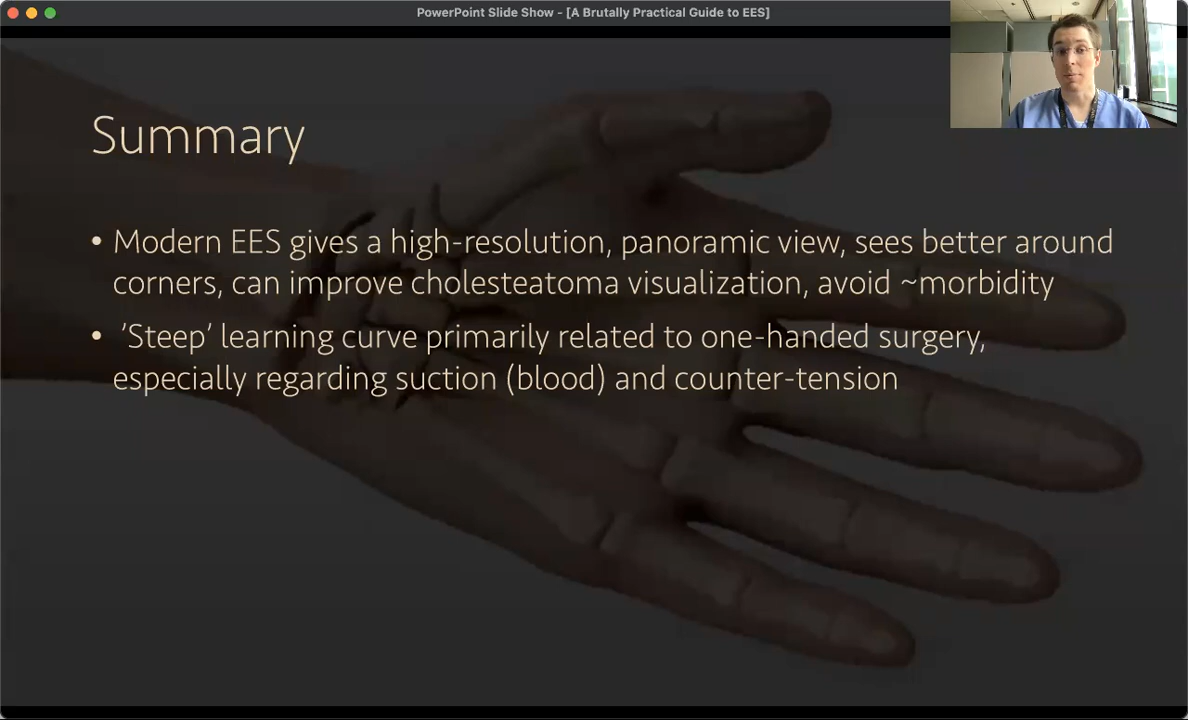 PowerPoint Slide Show - [A Brutally Practical Guide to EES]
Summary
• Modern EES gives a high-resolution, panoramic view, sees better around
corners, can improve cholesteatoma visualization, avoid ~morbidity
• ‘Steep’ learning curve primarily related to one-handed surgery,
especially regarding suction (blood) and counter-tension